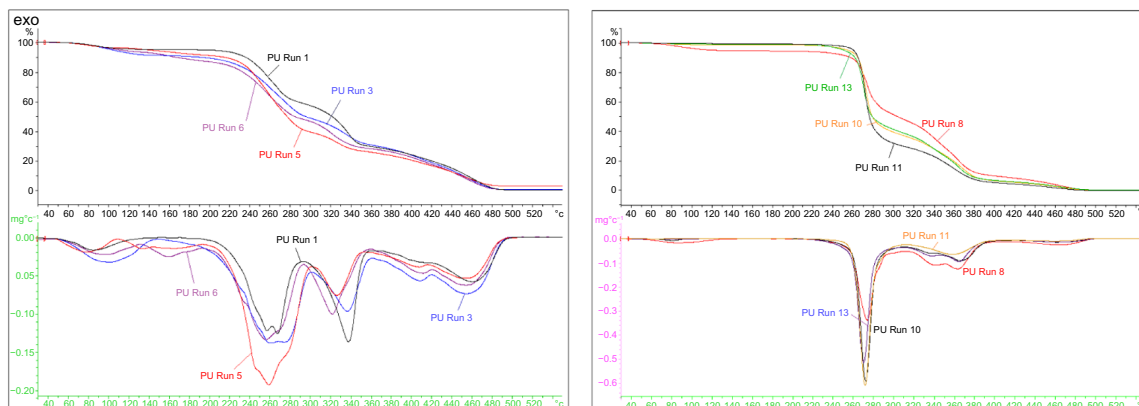 exo
%
100
80
60
40
20
0
PU Run 1
PU Run 3
PU Run 6
PU Run 5
40 60 80 100 120 140 160 180 200 220 240 260 280 300 320 340 360 380 400 420 440 460 480 500 520 °c
mg°c⁻¹
0.00
−0.05
−0.10
−0.15
−0.20
PU Run 1
PU Run 6
PU Run 3
PU Run 5
40 60 80 100 120 140 160 180 200 220 240 260 280 300 320 340 360 380 400 420 440 460 480 500 520 °c
%
100
80
60
40
20
0
PU Run 13
PU Run 10
PU Run 8
PU Run 11
40 60 80 100 120 140 160 180 200 220 240 260 280 300 320 340 360 380 400 420 440 460 480 500 520 °c
mg°c⁻¹
−0.0
−0.1
−0.2
−0.3
−0.4
−0.5
−0.6
PU Run 11
PU Run 8
PU Run 13
PU Run 10
40 60 80 100 120 140 160 180 200 220 240 260 280 300 320 340 360 380 400 420 440 460 480 500 520 °c